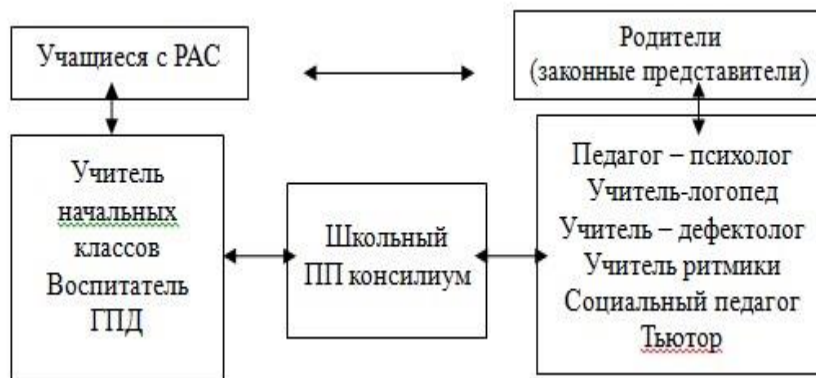 Учащиеся с РАС
Родители
(законные представители)
Учитель
начальных
классов
Воспитатель
ГПД
Школьный
ПП консилиум
Педагог – психолог
Учитель-логопед
Учитель – дефектолог
Учитель ритмики
Социальный педагог
Тьютор